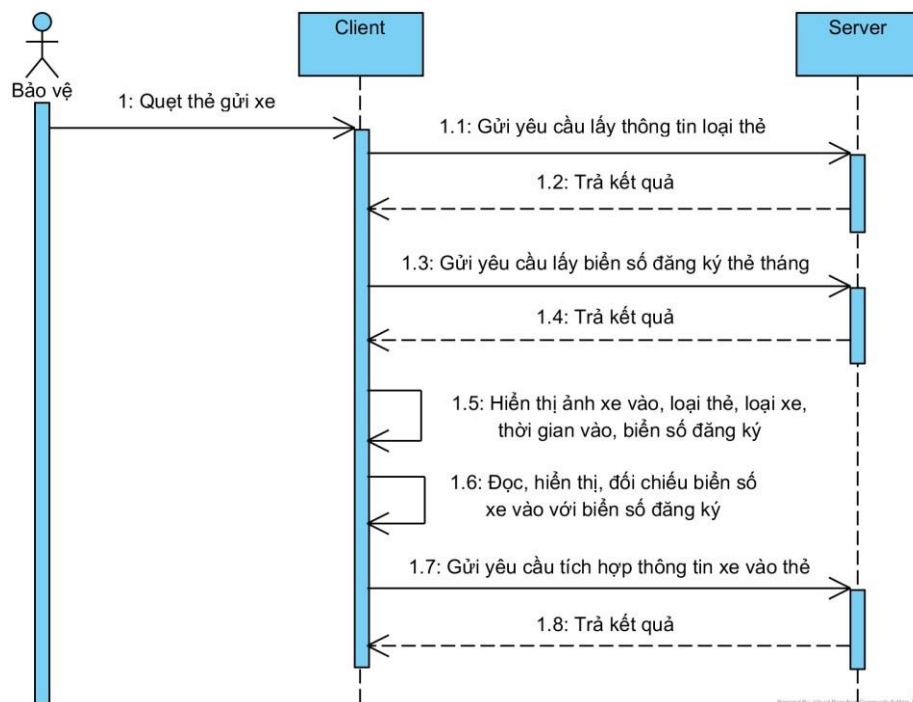 Client
Server
Bảo vệ
1: Quẹt thẻ gửi xe
1.1: Gửi yêu cầu lấy thông tin loại thẻ
1.2: Trả kết quả
1.3: Gửi yêu cầu lấy biển số đăng ký thẻ tháng
1.4: Trả kết quả
1.5: Hiển thị ảnh xe vào, loại thẻ, loại xe,
thời gian vào, biển số đăng ký
1.6: Đọc, hiển thị, đối chiếu biển số
xe vào với biển số đăng ký
1.7: Gửi yêu cầu tích hợp thông tin xe vào thẻ
1.8: Trả kết quả